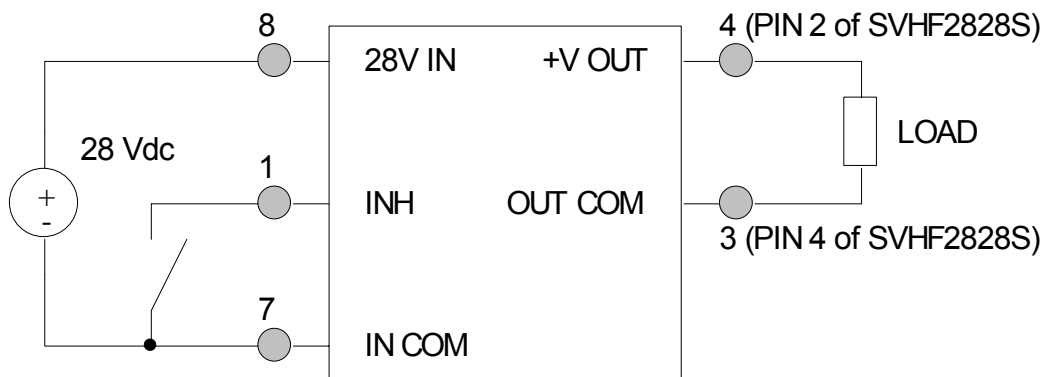 8
4 (PIN 2 of SVHF2828S)
28V IN
+V OUT
28 Vdc
LOAD
+
-
1
INH
OUT COM
3 (PIN 4 of SVHF2828S)
7
IN COM